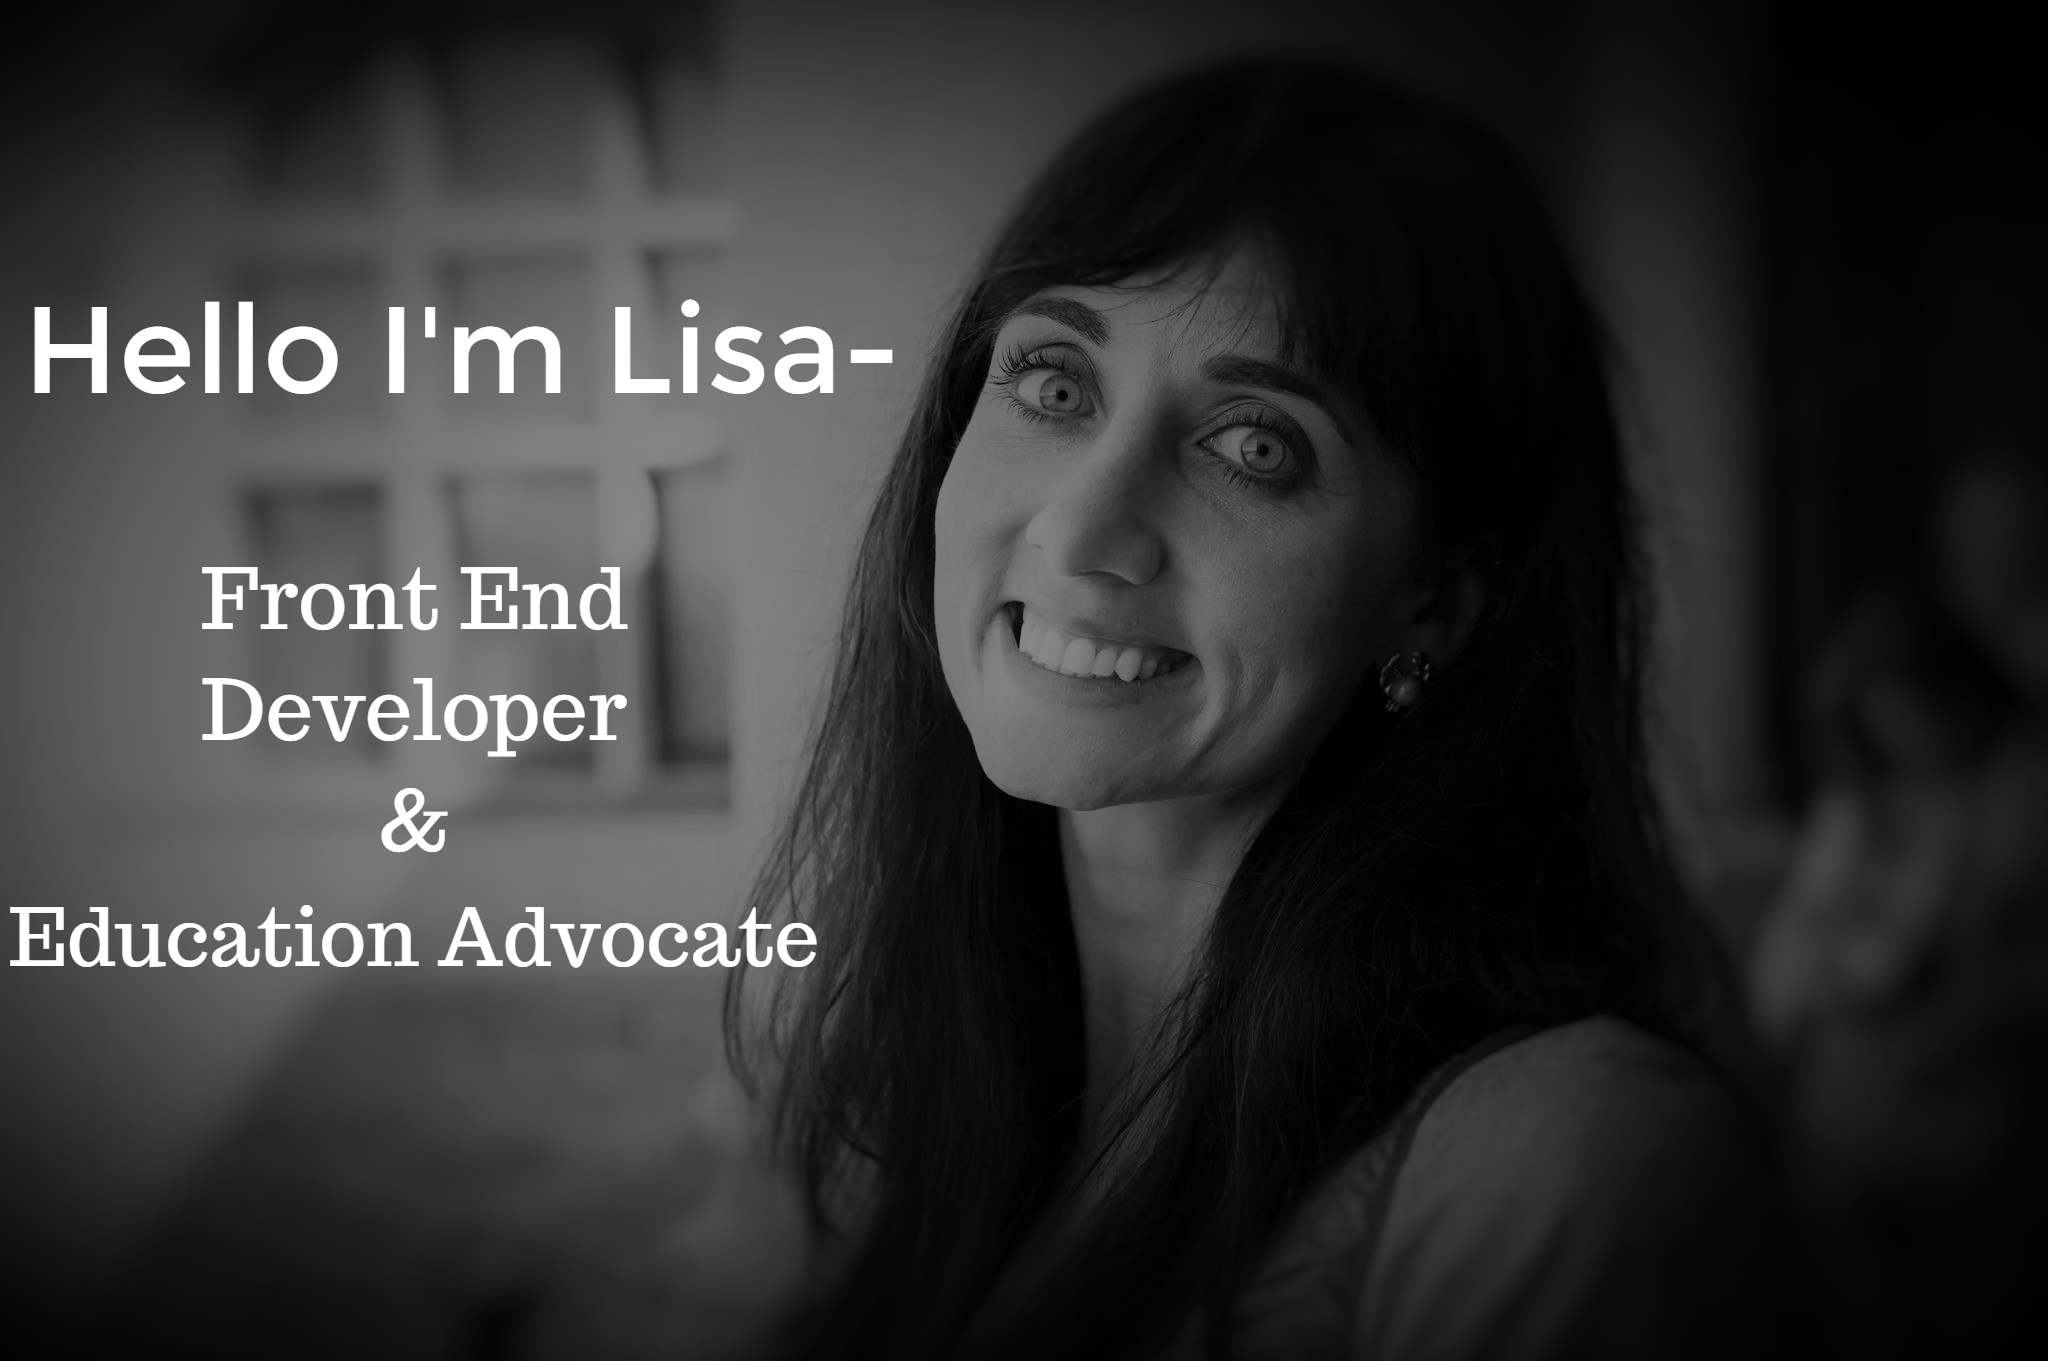 Hello I'm Lisa-
Front End
Developer
&
Education Advocate